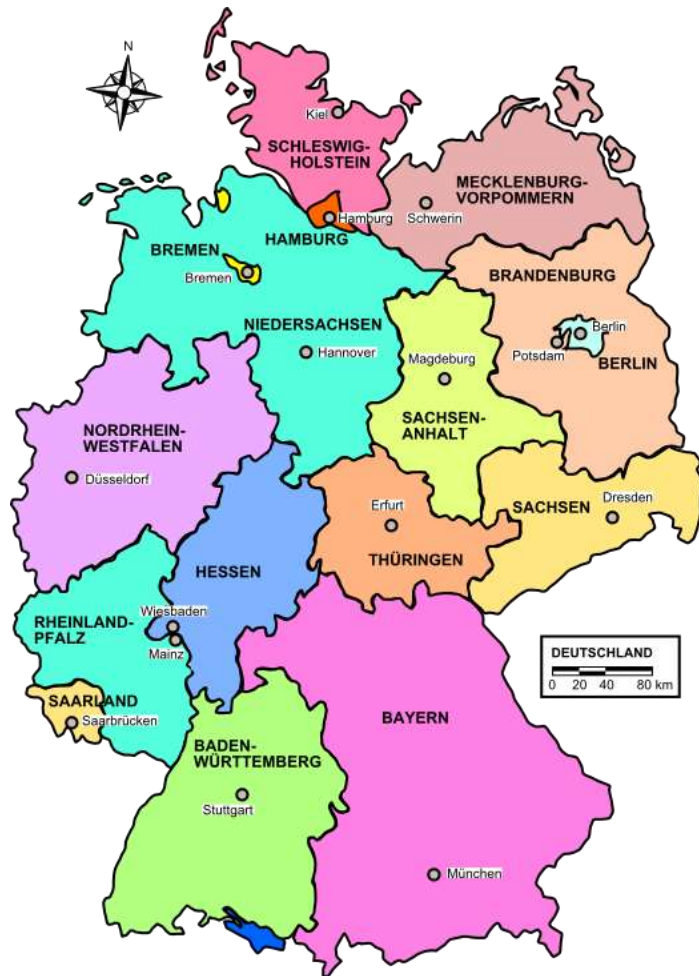 N
Kiel
SCHLESWIG-
HOLSTEIN
MECKLENBURG-
VORPOMMERN
Schwerin
Hamburg
HAMBURG
BREMEN
Bremen
BRANDENBURG
NIEDERSACHSEN
Hannover
Berlin
Potsdam
BERLIN
Magdeburg
SACHSEN-
ANHALT
NORDRHEIN-
WESTFALEN
Düsseldorf
Erfurt
THÜRINGEN
SACHSEN
Dresden
HESSEN
Wiesbaden
Mainz
RHEINLAND-
PFALZ
SAARLAND
Saarbrücken
DEUTSCHLAND
0 20 40 80 km
BAYERN
München
BADEN-
WÜRTTEMBERG
Stuttgart